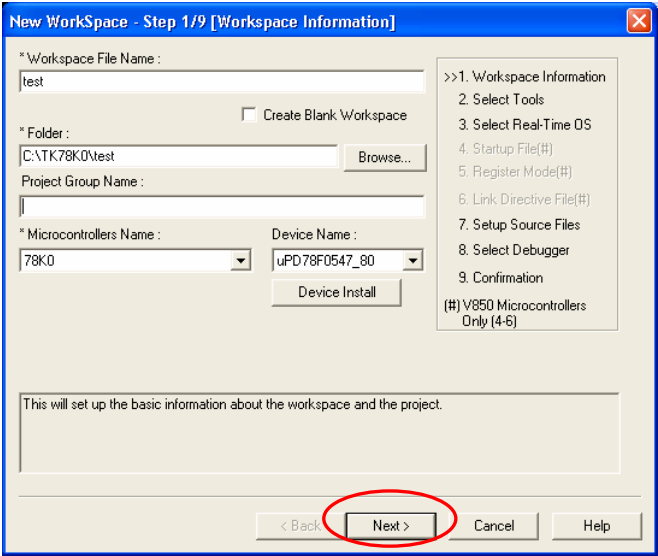 New WorkSpace - Step 1/9 [Workspace Information]
* Workspace File Name :
test
Create Blank Workspace
* Folder :
C:\TK78K0\test
Browse...
Project Group Name :
* Microcontrollers Name :
Device Name :
78K0
uPD78F0547_80
Device Install
>>1. Workspace Information
2. Select Tools
3. Select Real-Time OS
4. Startup File(#)
5. Register Mode(#)
6. Link Directive File(#)
7. Setup Source Files
8. Select Debugger
9. Confirmation
(#) V850 Microcontrollers
Only (4-6)
This will set up the basic information about the workspace and the project.
< Back
Next >
Cancel
Help